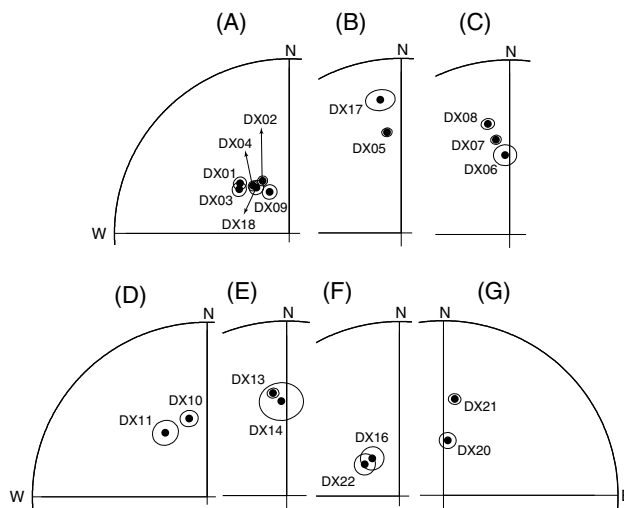 (A)
(B)
(C)
N
N
N
DX02
DX04
DX01
DX03
DX09
DX18
W
DX17
DX05
DX08
DX07
DX06
(D)
(E)
(F)
(G)
N
N
N
N
DX10
DX11
W
DX13
DX14
DX16
DX22
DX21
DX20
E